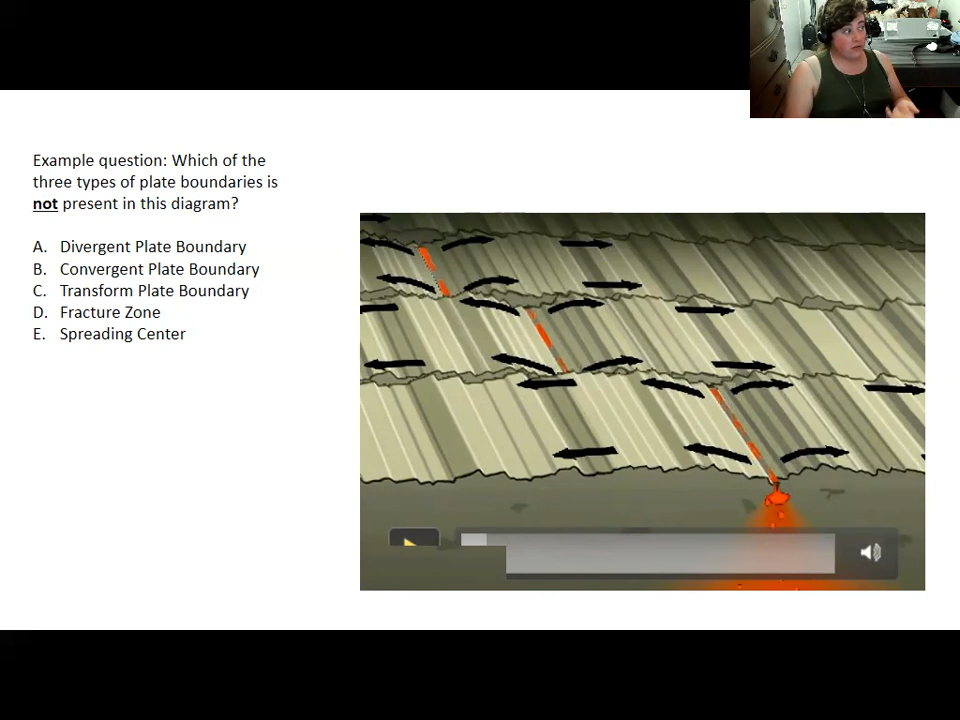 Example question: Which of the
three types of plate boundaries is
not present in this diagram?
A. Divergent Plate Boundary
B. Convergent Plate Boundary
C. Transform Plate Boundary
D. Fracture Zone
E. Spreading Center